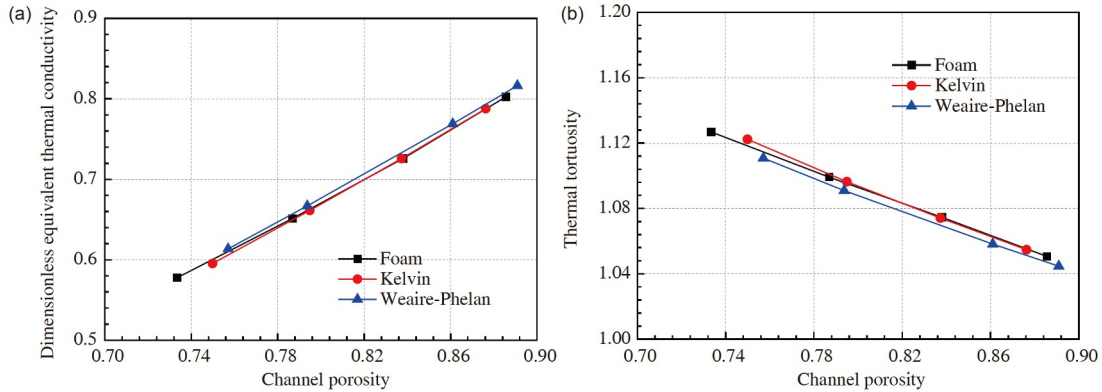 (a)
0.9
0.8
0.7
0.6
0.5
Dimensionless equivalent thermal conductivity
Foam
Kelvin
Weaire-Phelan
0.70 0.74 0.78 0.82 0.86 0.90
Channel porosity
(b)
1.20
1.16
1.12
1.08
1.04
1.00
Thermal tortuosity
Foam
Kelvin
Weaire-Phelan
0.70 0.74 0.78 0.82 0.86 0.90
Channel porosity